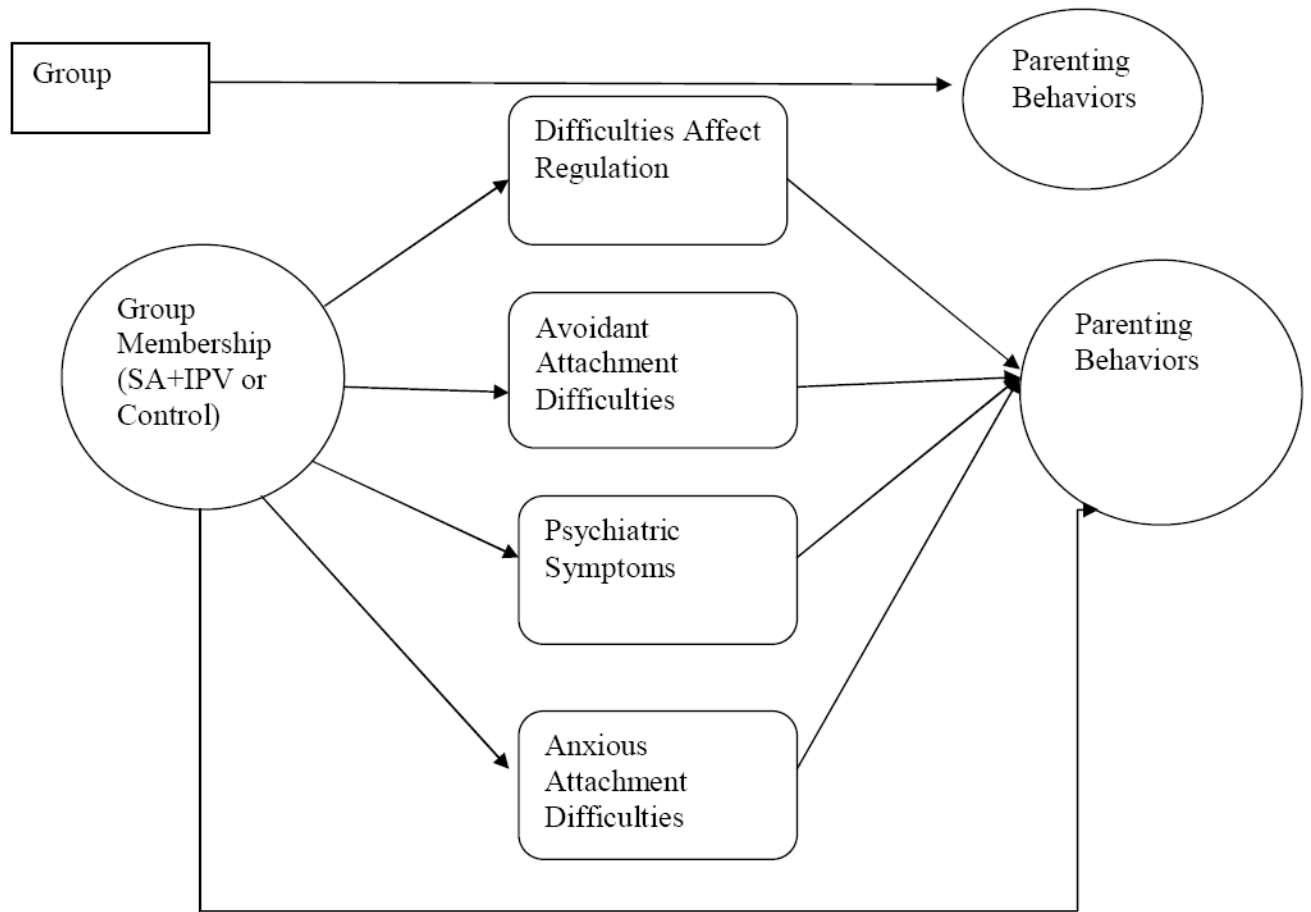 Group
Parenting
Behaviors
Difficulties Affect
Regulation
Group
Membership
(SA+IPV or
Control)
Avoidant
Attachment
Difficulties
Parenting
Behaviors
Psychiatric
Symptoms
Anxious
Attachment
Difficulties